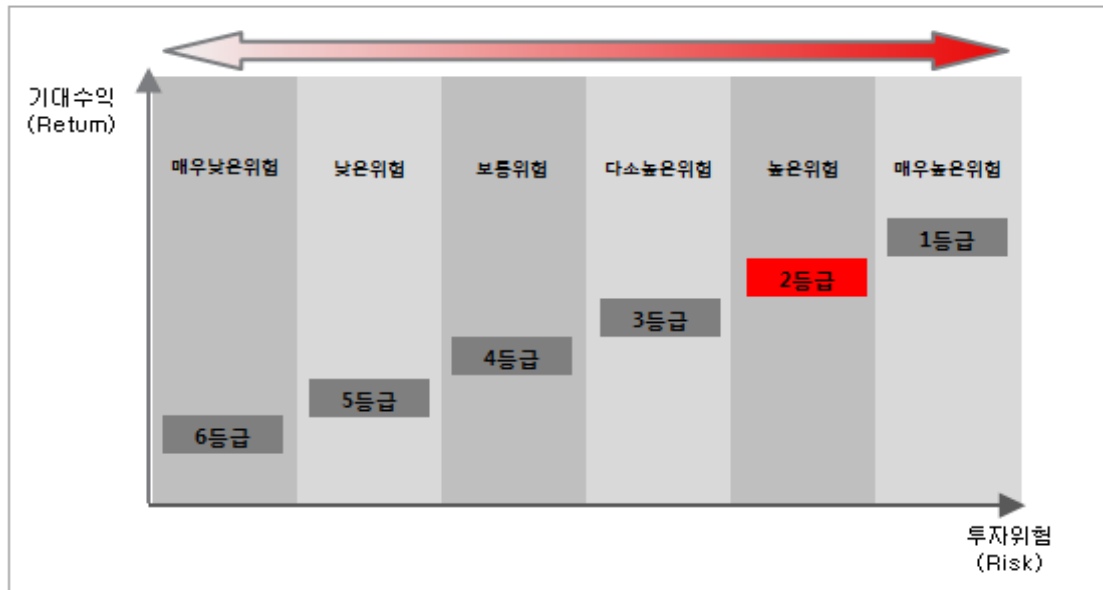 기대수익
(Retum)
매우낮은위험
낮은위험
보통위험
다소높은위험
높은위험
매우높은위험
1등급
2등급
3등급
4등급
5등급
6등급
투자위험
(Risk)